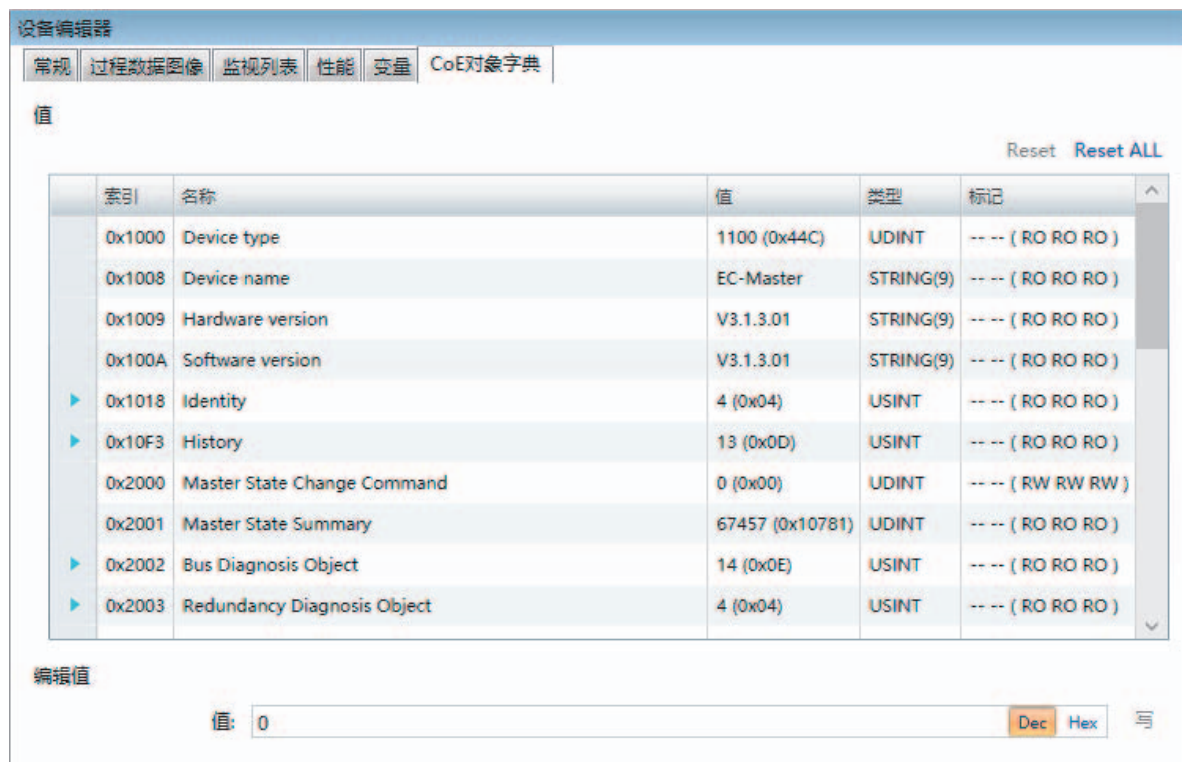 设备编辑器
常规 过程数据图像 监视列表 性能 变量 CoE对象字典
值
Reset Reset ALL
索引 名称 值 类型 标记
0x1000 Device type 1100 (0x44C) UDINT -- -- ( RO RO RO )
0x1008 Device name EC-Master STRING(9) -- -- ( RO RO RO )
0x1009 Hardware version V3.1.3.01 STRING(9) -- -- ( RO RO RO )
0x100A Software version V3.1.3.01 STRING(9) -- -- ( RO RO RO )
0x1018 Identity 4 (0x04) USINT -- -- ( RO RO RO )
0x10F3 History 13 (0x0D) USINT -- -- ( RO RO RO )
0x2000 Master State Change Command 0 (0x00) UDINT -- -- ( RW RW RW )
0x2001 Master State Summary 67457 (0x10781) UDINT -- -- ( RO RO RO )
0x2002 Bus Diagnosis Object 14 (0x0E) USINT -- -- ( RO RO RO )
0x2003 Redundancy Diagnosis Object 4 (0x04) USINT -- -- ( RO RO RO )
编辑值
值: 0 Dec Hex 写